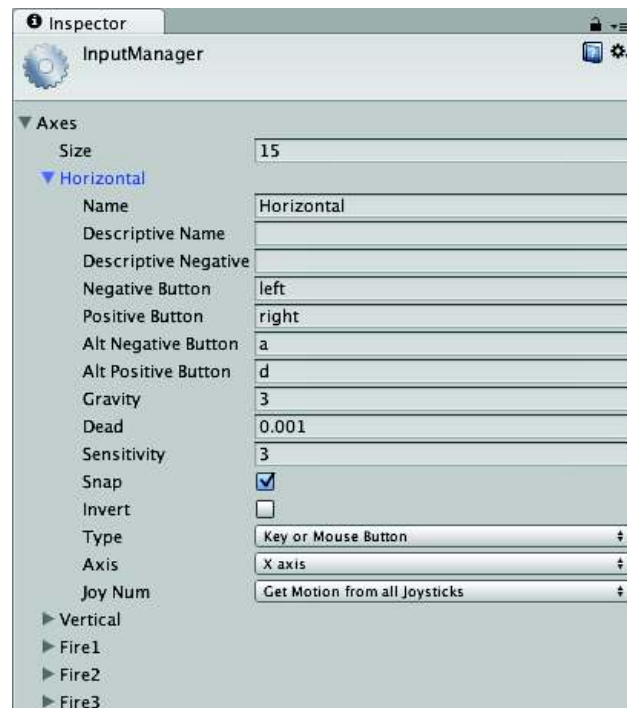 Inspector
InputManager
Axes
Size 15
Horizontal
Name Horizontal
Descriptive Name
Descriptive Negative
Negative Button left
Positive Button right
Alt Negative Button a
Alt Positive Button d
Gravity 3
Dead 0.001
Sensitivity 3
Snap
Invert
Type Key or Mouse Button
Axis X axis
Joy Num Get Motion from all Joysticks
Vertical
Fire1
Fire2
Fire3